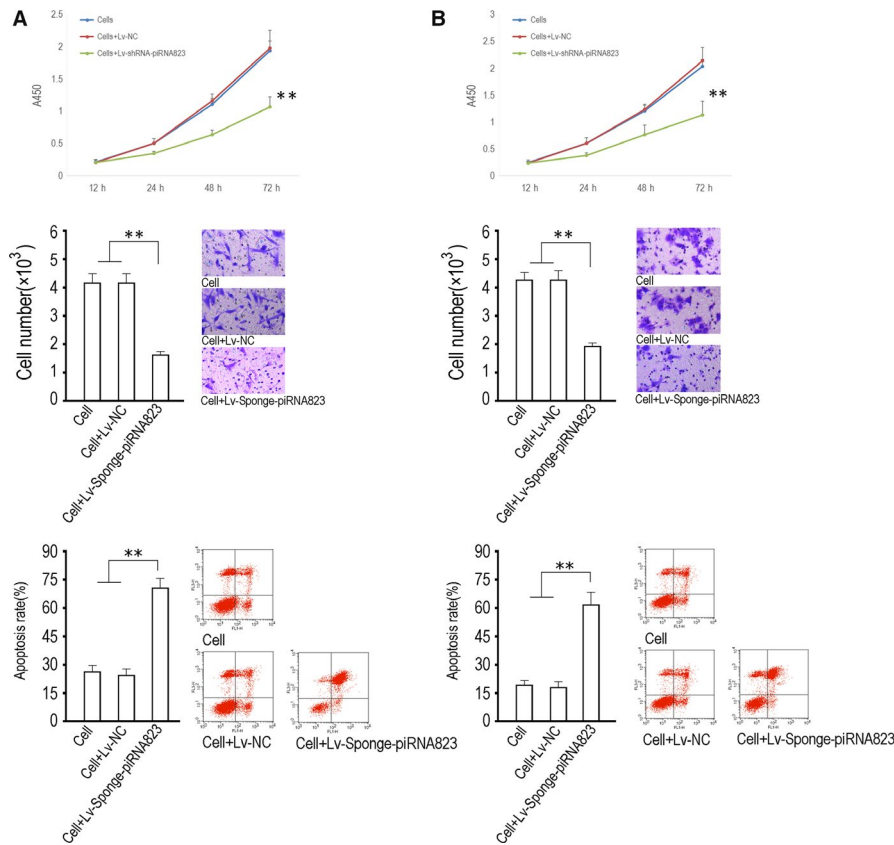 A
Cells
Cells+Lv-NC
Cells+Lv-shRNA-piRNA823
2.5
2
1.5
1
0.5
0
A450
**
12 h 24 h 48 h 72 h
6
5
4
3
2
1
0
Cell number(×10³)
**
Cell
Cell+Lv-NC
Cell+Lv-Sponge-piRNA823
Cell
Cell+Lv-NC
Cell+Lv-Sponge-piRNA823
90
75
60
45
30
15
0
Apoptosis rate(%)
**
Cell
Cell+Lv-NC
Cell+Lv-Sponge-piRNA823
Cell
Cell+Lv-NC
Cell+Lv-Sponge-piRNA823
B
Cells
Cells+Lv-NC
Cells+Lv-shRNA-piRNA823
3
2.5
2
1.5
1
0.5
0
A450
**
12 h 24 h 48 h 72 h
6
5
4
3
2
1
0
Cell number(×10³)
**
Cell
Cell+Lv-NC
Cell+Lv-Sponge-piRNA823
Cell
Cell+Lv-NC
Cell+Lv-Sponge-piRNA823
90
75
60
45
30
15
0
Apoptosis rate(%)
**
Cell
Cell+Lv-NC
Cell+Lv-Sponge-piRNA823
Cell
Cell+Lv-NC
Cell+Lv-Sponge-piRNA823